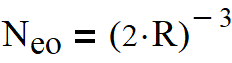 Neo = (2·R)⁻³